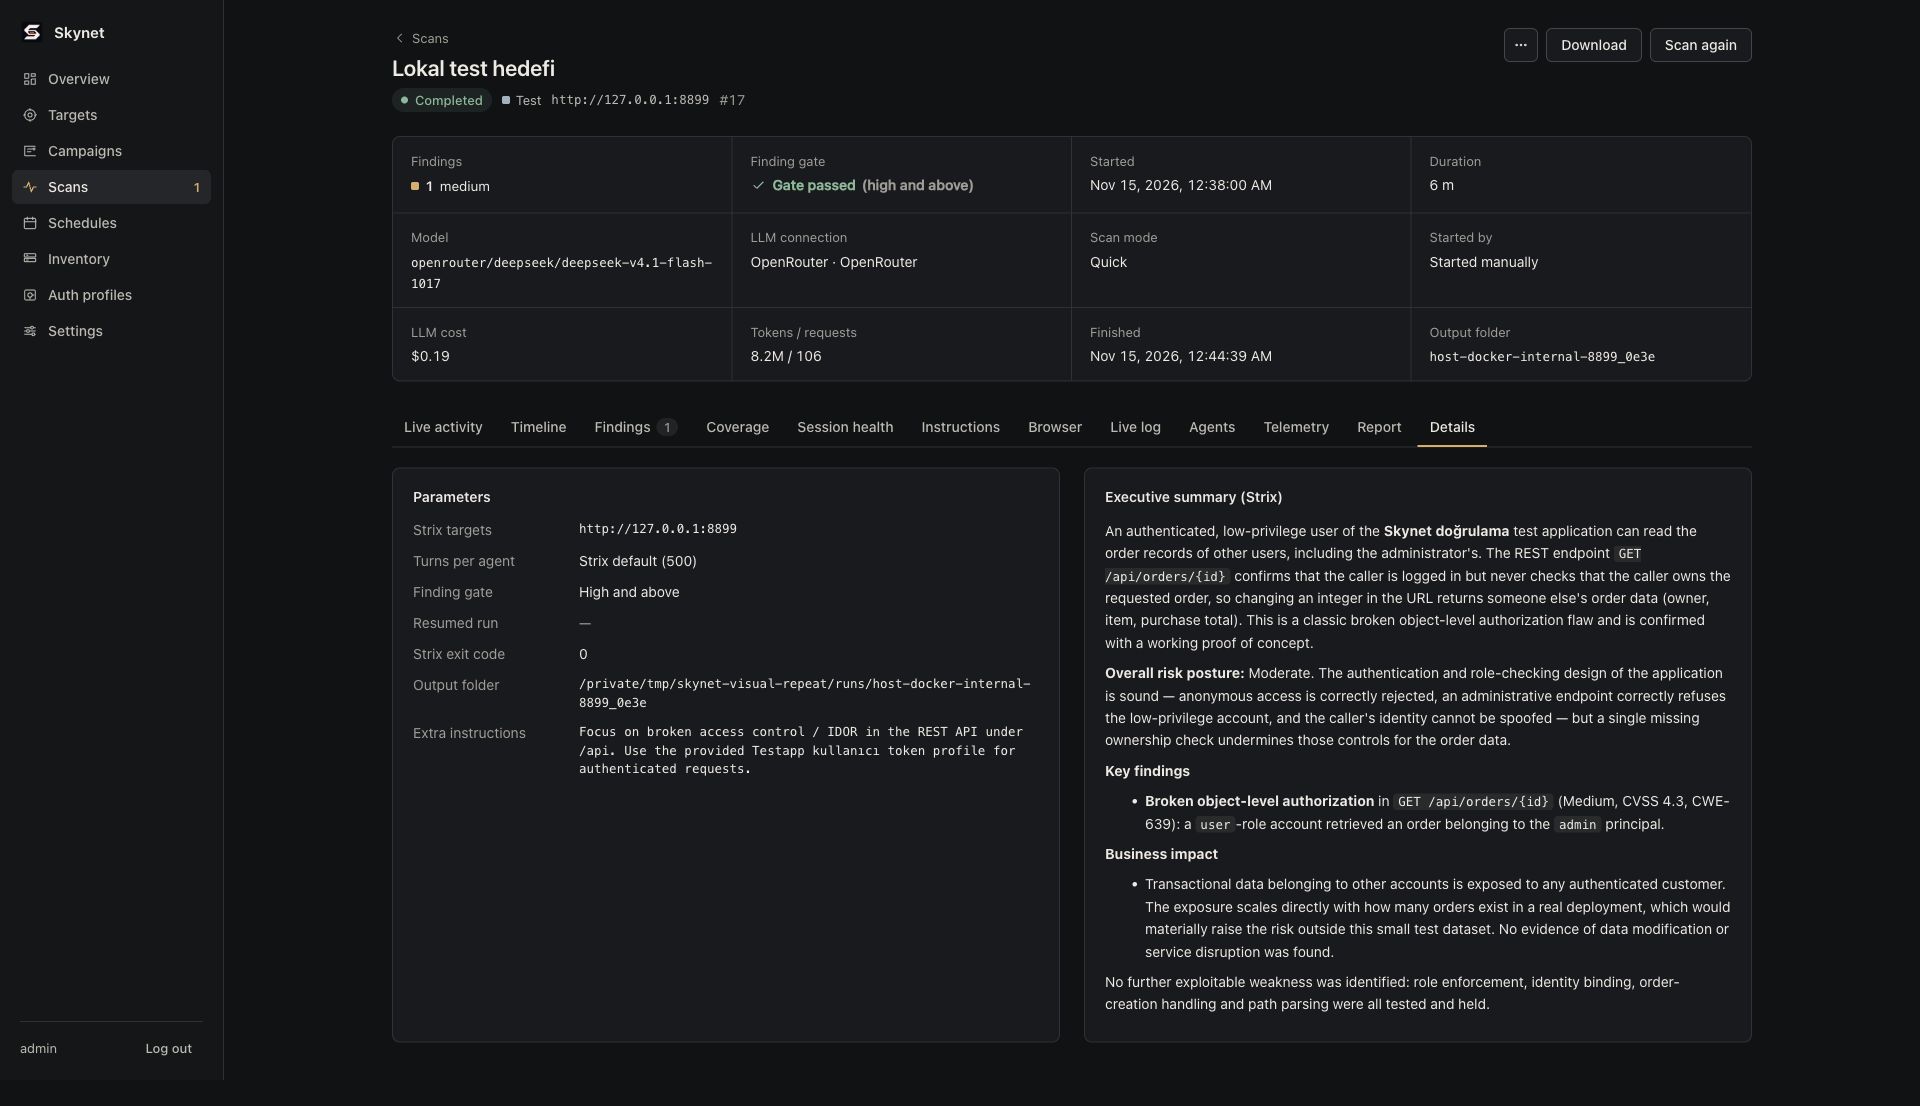 Skynet
Overview
Targets
Campaigns
Scans 1
Schedules
Inventory
Auth profiles
Settings
admin Log out
Scans
Lokal test hedefi
Completed Test http://127.0.0.1:8899 #17
... Download Scan again
Findings
1 medium
Finding gate
Gate passed (high and above)
Started
Nov 15, 2026, 12:38:00 AM
Duration
6 m
Model
openrouter/deepseek/deepseek-v4.1-flash-
1017
LLM connection
OpenRouter · OpenRouter
Scan mode
Quick
Started by
Started manually
LLM cost
$0.19
Tokens / requests
8.2M / 106
Finished
Nov 15, 2026, 12:44:39 AM
Output folder
host-docker-internal-8899_0e3e
Live activity Timeline Findings 1 Coverage Session health Instructions Browser Live log Agents Telemetry Report Details
Parameters
Strix targets http://127.0.0.1:8899
Turns per agent Strix default (500)
Finding gate High and above
Resumed run —
Strix exit code 0
Output folder /private/tmp/skynet-visual-repeat/runs/host-docker-internal-
8899_0e3e
Extra instructions Focus on broken access control / IDOR in the REST API under
/api. Use the provided Testapp kullanıcı token profile for
authenticated requests.
Executive summary (Strix)
An authenticated, low-privilege user of the Skynet doğrulama test application can read the
order records of other users, including the administrator's. The REST endpoint GET
/api/orders/{id} confirms that the caller is logged in but never checks that the caller owns the
requested order, so changing an integer in the URL returns someone else's order data (owner,
item, purchase total). This is a classic broken object-level authorization flaw and is confirmed
with a working proof of concept.
Overall risk posture: Moderate. The authentication and role-checking design of the application
is sound — anonymous access is correctly rejected, an administrative endpoint correctly refuses
the low-privilege account, and the caller's identity cannot be spoofed — but a single missing
ownership check undermines those controls for the order data.
Key findings
• Broken object-level authorization in GET /api/orders/{id} (Medium, CVSS 4.3, CWE-
639): a user-role account retrieved an order belonging to the admin principal.
Business impact
• Transactional data belonging to other accounts is exposed to any authenticated customer.
The exposure scales directly with how many orders exist in a real deployment, which would
materially raise the risk outside this small test dataset. No evidence of data modification or
service disruption was found.
No further exploitable weakness was identified: role enforcement, identity binding, order-
creation handling and path parsing were all tested and held.